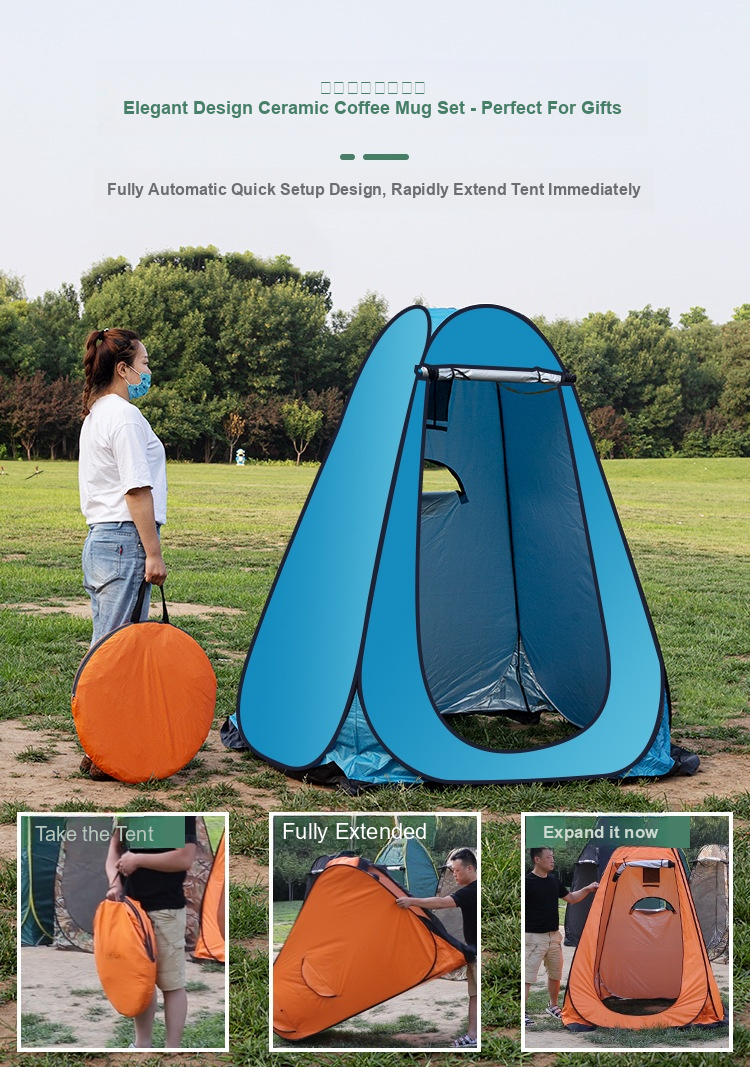 Elegant Design Ceramic Coffee Mug Set - Perfect For Gifts
Fully Automatic Quick Setup Design, Rapidly Extend Tent Immediately
Take the Tent
Fully Extended
Expand it now